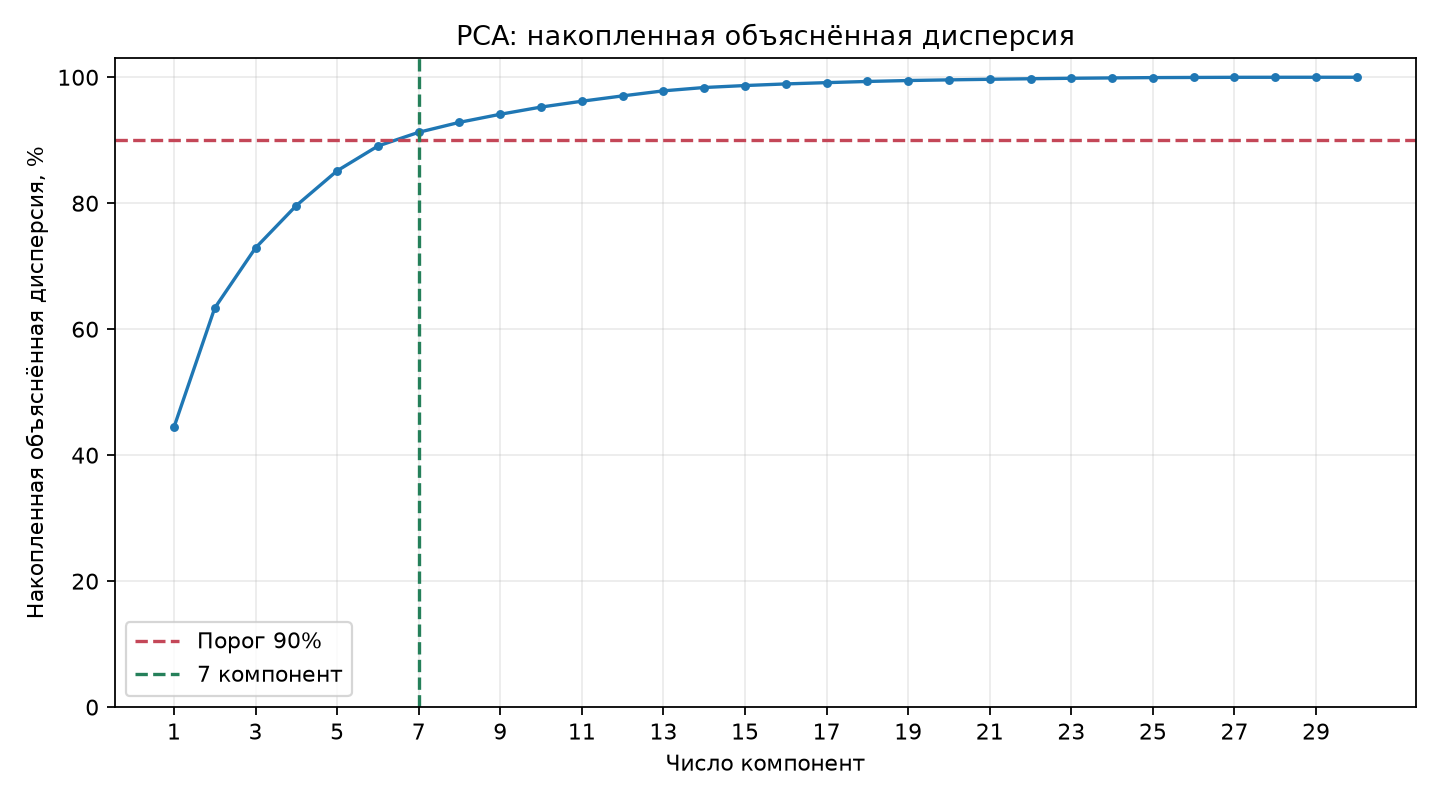 PCA: накопленная объяснённая дисперсия
Накопленная объяснённая дисперсия, %
100
80
60
40
20
0
Порог 90%
7 компонент
1 3 5 7 9 11 13 15 17 19 21 23 25 27 29
Число компонент